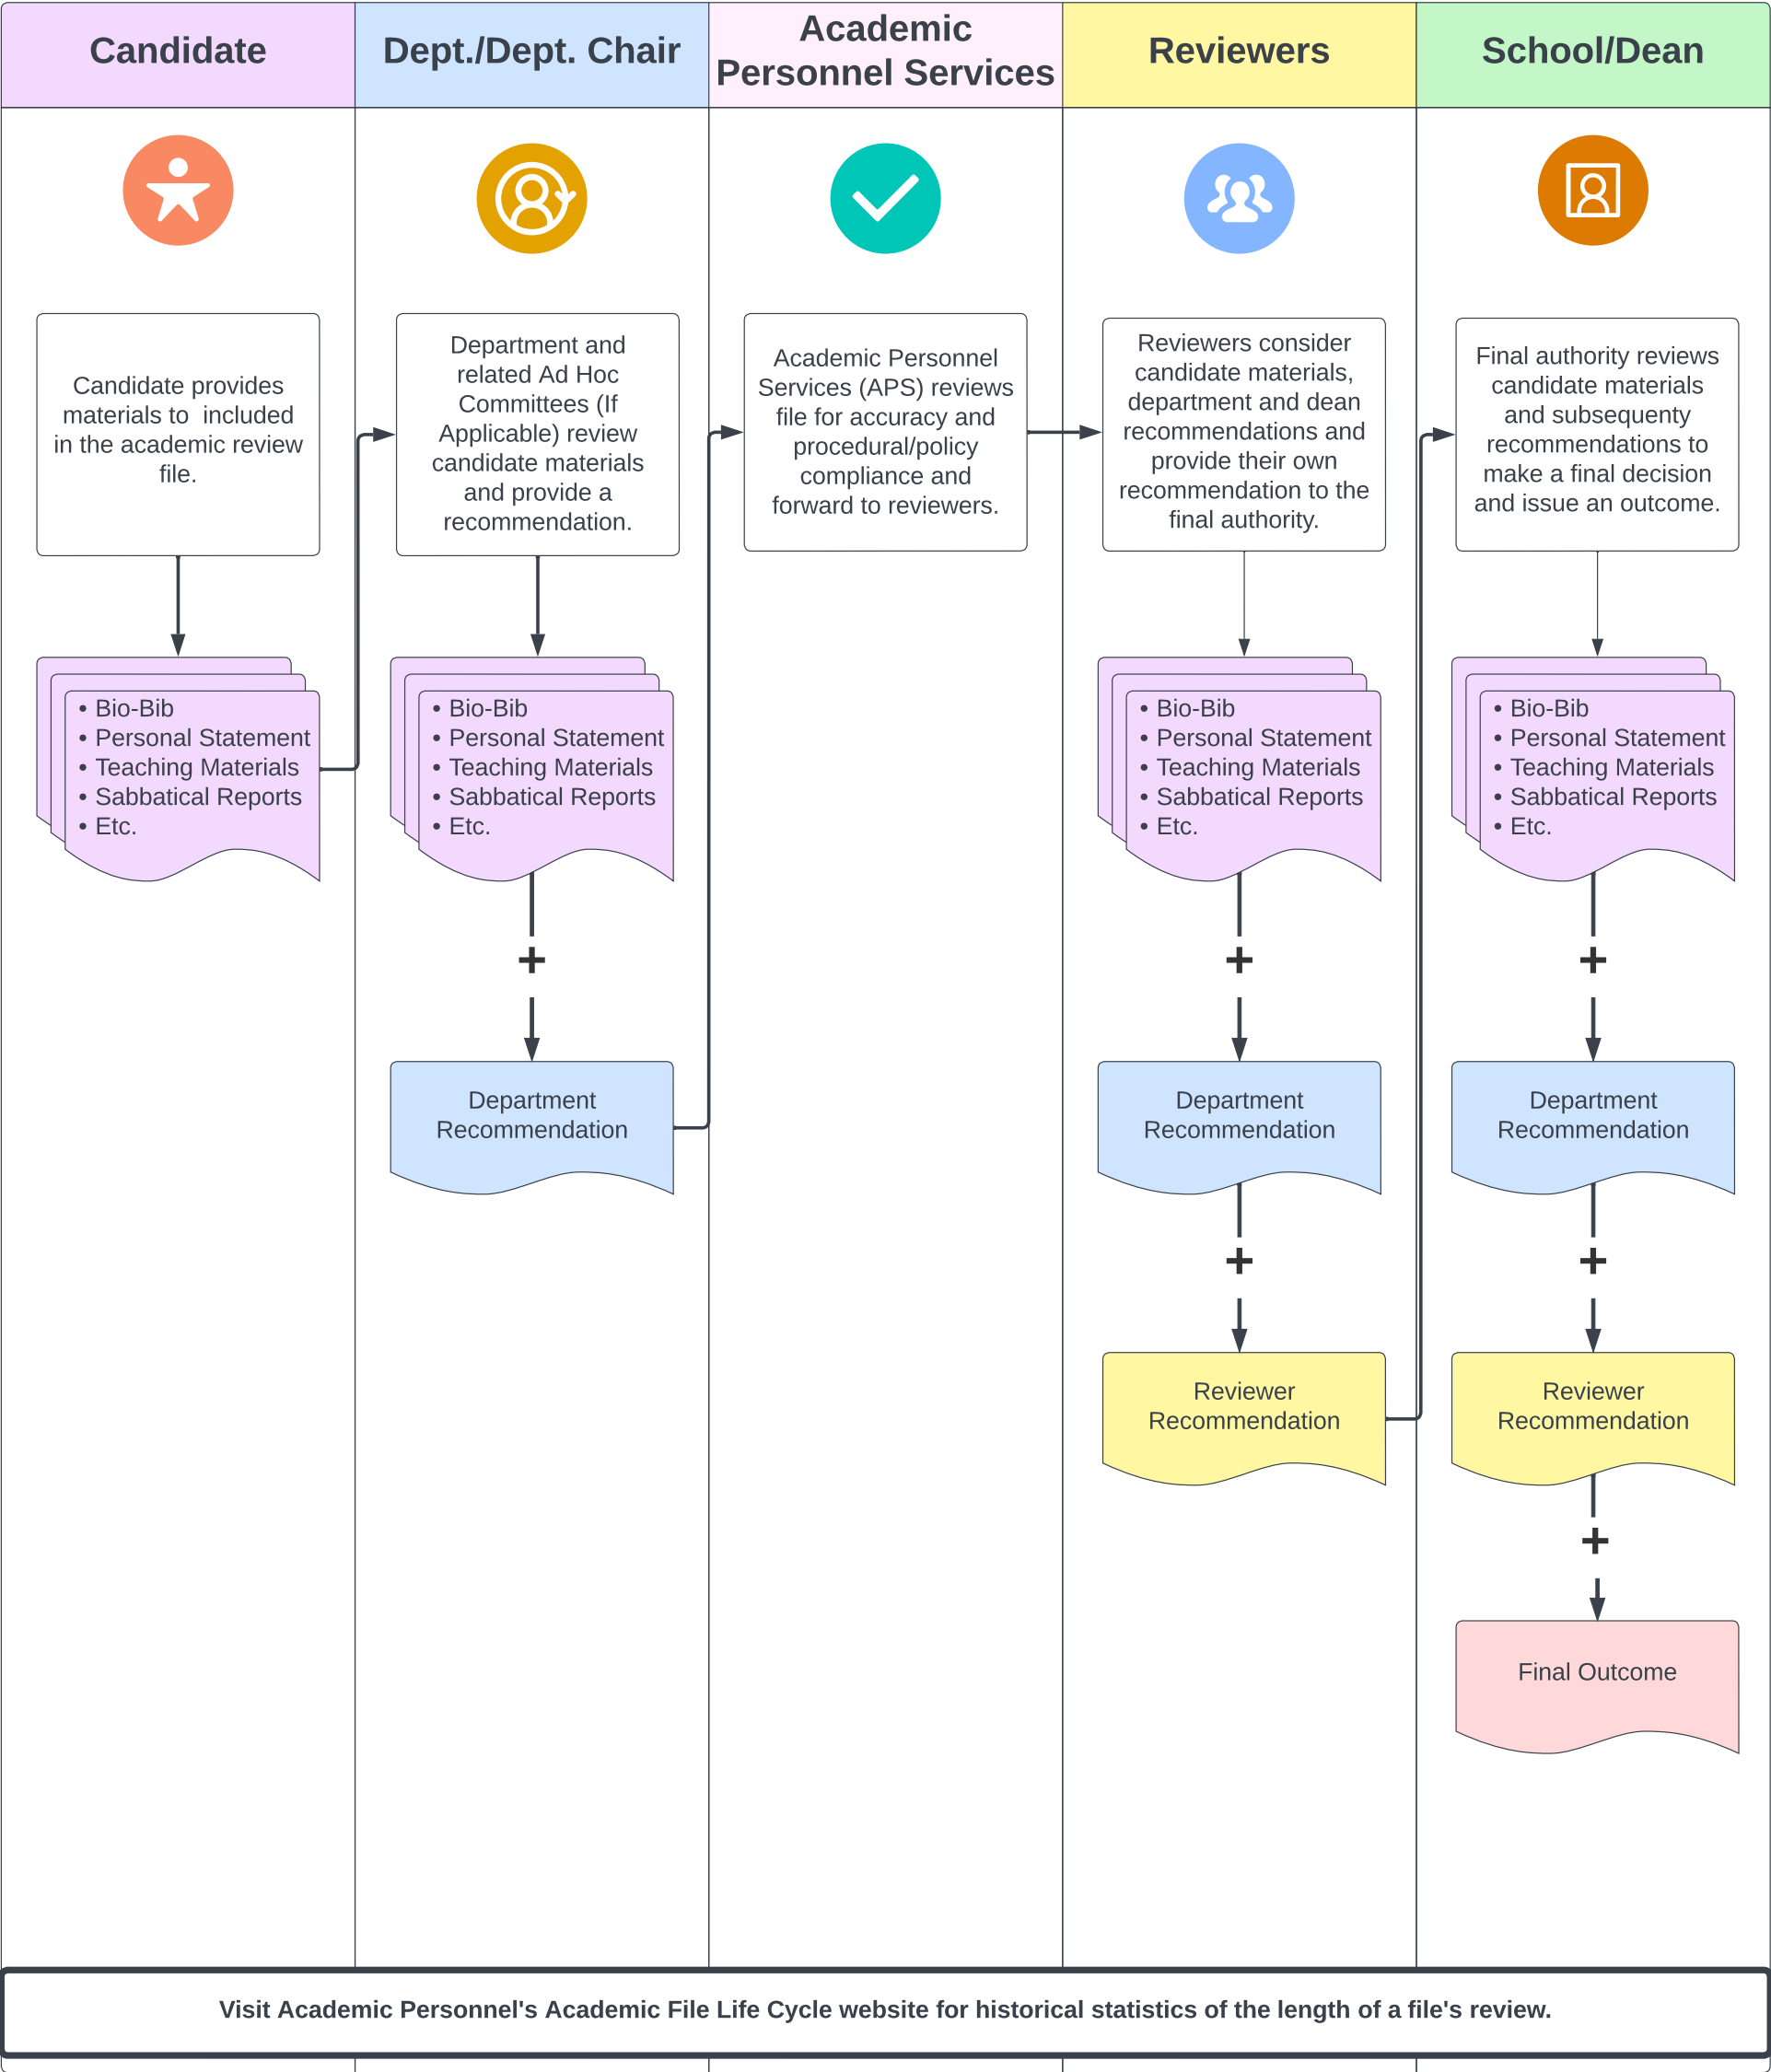 Candidate
Dept./Dept. Chair
Academic
Personnel Services
Reviewers
School/Dean
Candidate provides
materials to  included
in the academic review
file.
• Bio-Bib
• Personal Statement
• Teaching Materials
• Sabbatical Reports
• Etc.
Department and
related Ad Hoc
Committees (If
Applicable) review
candidate materials
and provide a
recommendation.
• Bio-Bib
• Personal Statement
• Teaching Materials
• Sabbatical Reports
• Etc.
+
Department
Recommendation
Academic Personnel
Services (APS) reviews
file for accuracy and
procedural/policy
compliance and
forward to reviewers.
Reviewers consider
candidate materials,
department and dean
recommendations and
provide their own
recommendation to the
final authority.
• Bio-Bib
• Personal Statement
• Teaching Materials
• Sabbatical Reports
• Etc.
+
Department
Recommendation
+
Reviewer
Recommendation
Final authority reviews
candidate materials
and subsequenty
recommendations to
make a final decision
and issue an outcome.
• Bio-Bib
• Personal Statement
• Teaching Materials
• Sabbatical Reports
• Etc.
+
Department
Recommendation
+
Reviewer
Recommendation
+
Final Outcome
Visit Academic Personnel's Academic File Life Cycle website for historical statistics of the length of a file's review.